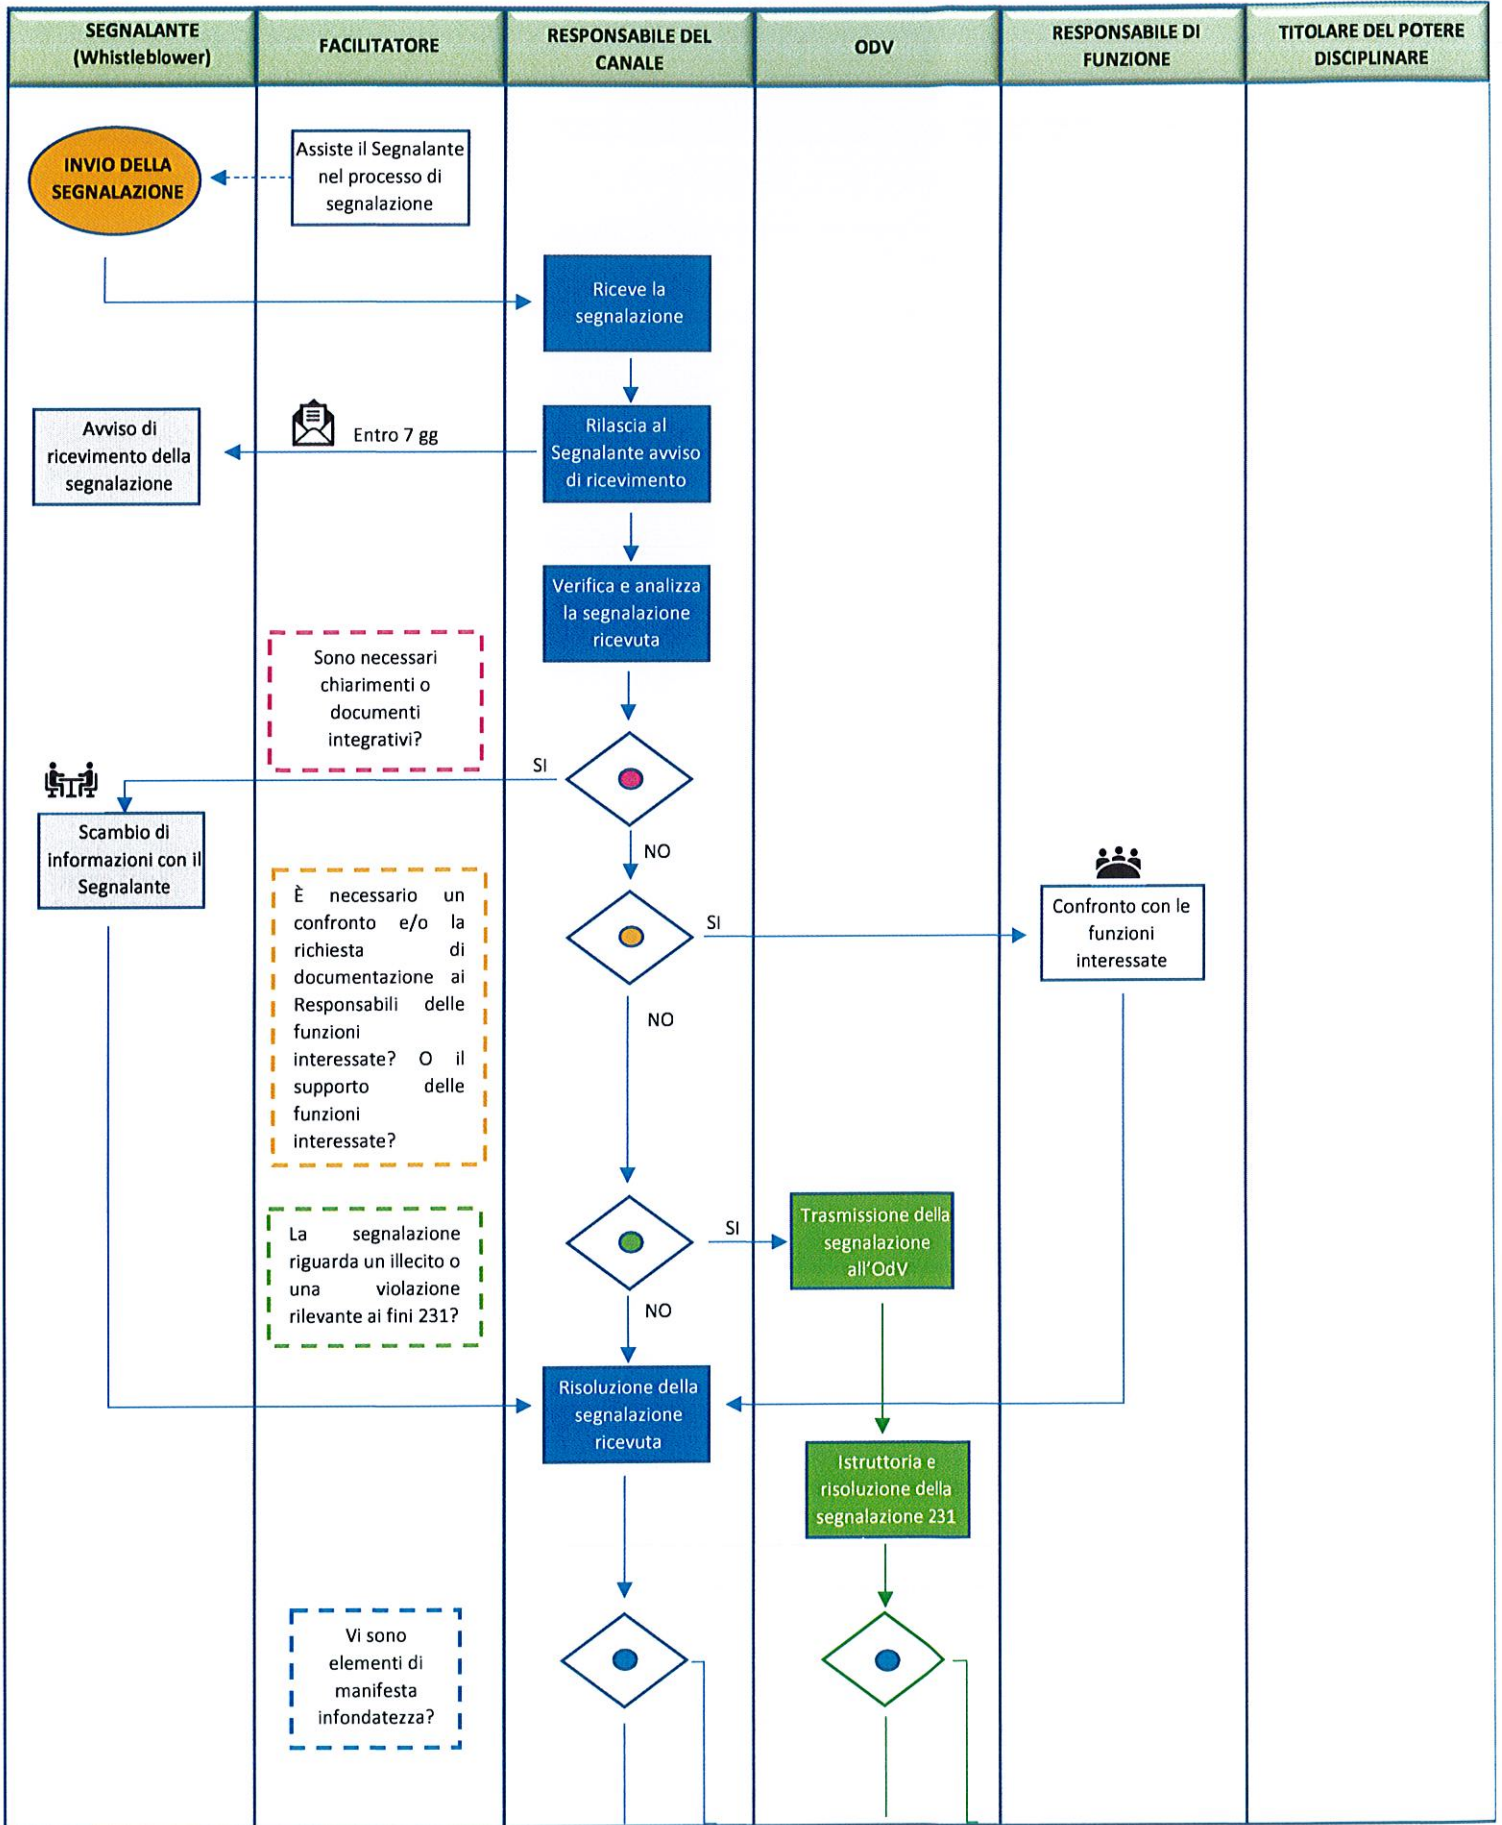 SEGNALANTE
(Whistleblower)
FACILITATORE
RESPONSABILE DEL
CANALE
ODV
RESPONSABILE DI
FUNZIONE
TITOLARE DEL POTERE
DISCIPLINARE
INVIO DELLA
SEGNALAZIONE
Assiste il Segnalante
nel processo di
segnalazione
Riceve la
segnalazione
Avviso di
ricevimento della
segnalazione
Entro 7 gg
Rilascia al
Segnalante avviso
di ricevimento
Verifica e analizza
la segnalazione
ricevuta
Sono necessari
chiarimenti o
documenti
integrativi?
SI
NO
Scambio di
informazioni con il
Segnalante
È necessario un
confronto e/o la
richiesta di
documentazione ai
Responsabili delle
funzioni
interessate? O il
supporto delle
funzioni
interessate?
SI
NO
Confronto con le
funzioni
interessate
La segnalazione
riguarda un illecito o
una violazione
rilevante ai fini 231?
SI
NO
Trasmissione della
segnalazione
all'OdV
Risoluzione della
segnalazione
ricevuta
Istruttoria e
risoluzione della
segnalazione 231
Vi sono
elementi di
manifesta
infondatezza?